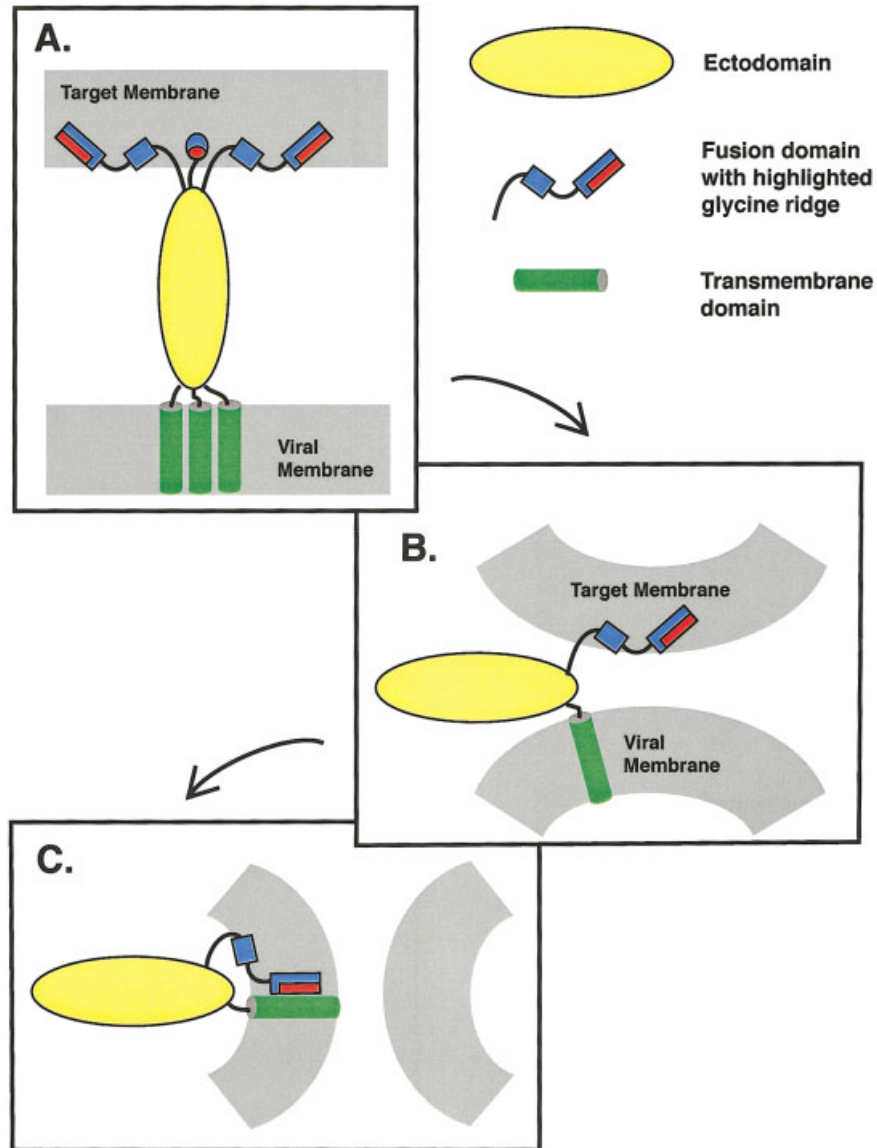 A.
Target Membrane
Viral
Membrane
Ectodomain
Fusion domain
with highlighted
glycine ridge
Transmembrane
domain
B.
Target Membrane
Viral
Membrane
C.